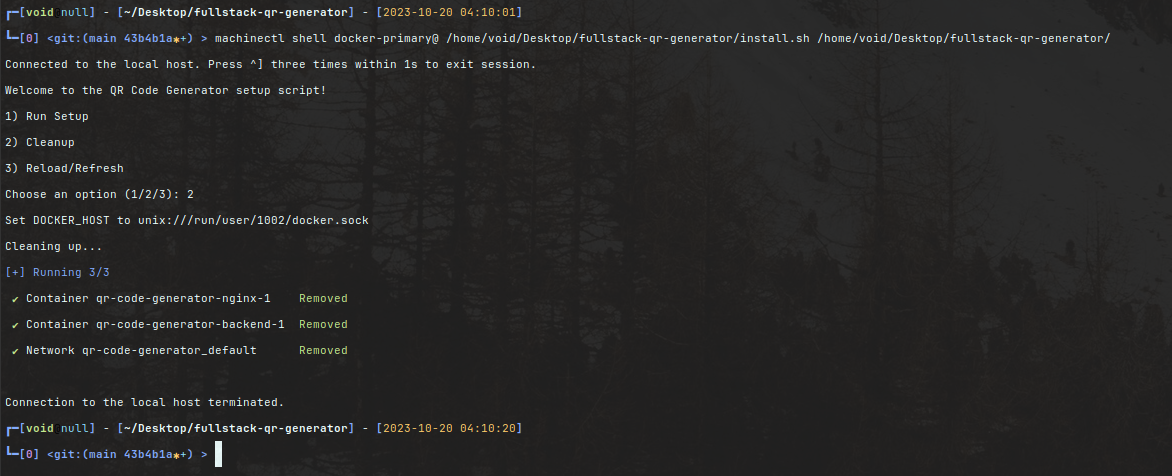 ┏━[void null] - [~/Desktop/fullstack-qr-generator] - [2023-10-20 04:10:01]
┗━[0] <git:(main 43b4b1a✱+) > machinectl shell docker-primary@ /home/void/Desktop/fullstack-qr-generator/install.sh /home/void/Desktop/fullstack-qr-generator/
Connected to the local host. Press ^] three times within 1s to exit session.
Welcome to the QR Code Generator setup script!
1) Run Setup
2) Cleanup
3) Reload/Refresh
Choose an option (1/2/3): 2
Set DOCKER_HOST to unix:///run/user/1002/docker.sock
Cleaning up...
[+] Running 3/3
✔ Container qr-code-generator-nginx-1    Removed
✔ Container qr-code-generator-backend-1  Removed
✔ Network qr-code-generator_default      Removed
Connection to the local host terminated.
┏━[void null] - [~/Desktop/fullstack-qr-generator] - [2023-10-20 04:10:20]
┗━[0] <git:(main 43b4b1a✱+) >